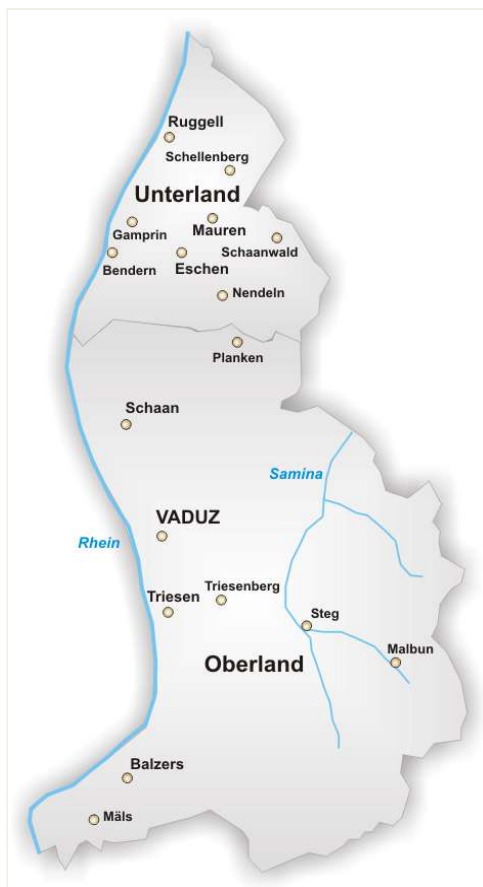 Ruggell
Schellenberg
Unterland
Gamprin
Mauren
Schaanwald
Bendern
Eschen
Nendeln
Planken
Schaan
Samina
VADUZ
Rhein
Triesen
Triesenberg
Steg
Malbun
Oberland
Balzers
Mäls